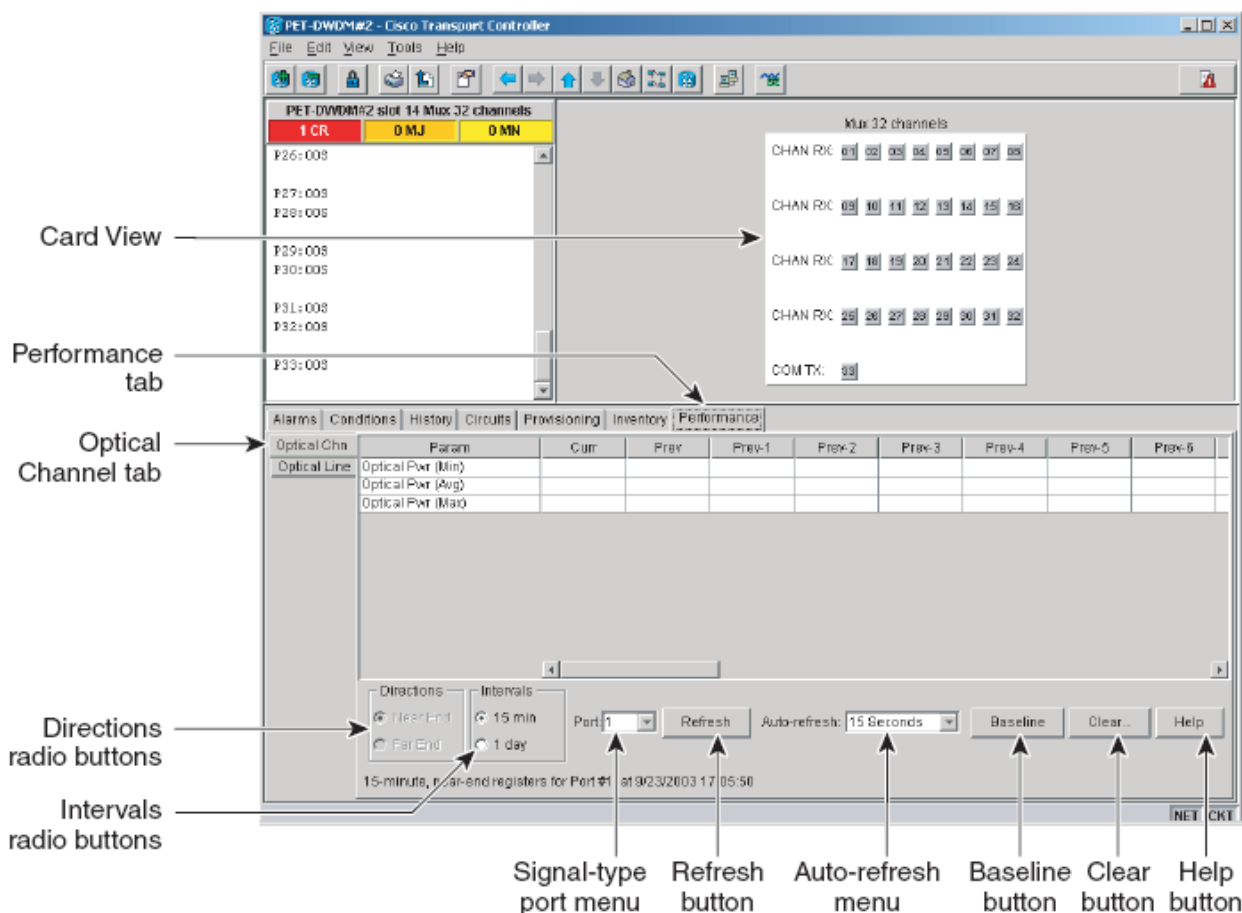 PET-DWDM#2 - Cisco Transport Controller
File Edit View Tools Help
PET-DWDM#2 slot 14 Mux 32 channels
1 CR 0 MJ 0 MN
P26:00S
P27:00S
P28:00S
P29:00S
P30:00S
P31:00S
P32:00S
P33:00S
Mux 32 channels
CHAN RX: 01 02 03 04 05 06 07 08
CHAN RX: 09 10 11 12 13 14 15 16
CHAN RX: 17 18 19 20 21 22 23 24
CHAN RX: 25 26 27 28 29 30 31 32
COM TX: 33
Card View
Performance
tab
Optical
Channel tab
Alarms Conditions History Circuits Provisioning Inventory Performance
Optical Chn
Optical Line
Param Curr Prev Prev-1 Prev-2 Prev-3 Prev-4 Prev-5 Prev-6
Optical Pwr (Min)
Optical Pwr (Avg)
Optical Pwr (Max)
Directions
Near End
Far End
Intervals
15 min
1 day
Port: 1
Refresh
Auto-refresh: 15 Seconds
Baseline
Clear...
Help
15-minute, near-end registers for Port #1 at 9/23/2003 17:05:50
NET CKT
Directions
radio buttons
Intervals
radio buttons
Signal-type
port menu
Refresh
button
Auto-refresh
menu
Baseline
button
Clear
button
Help
button